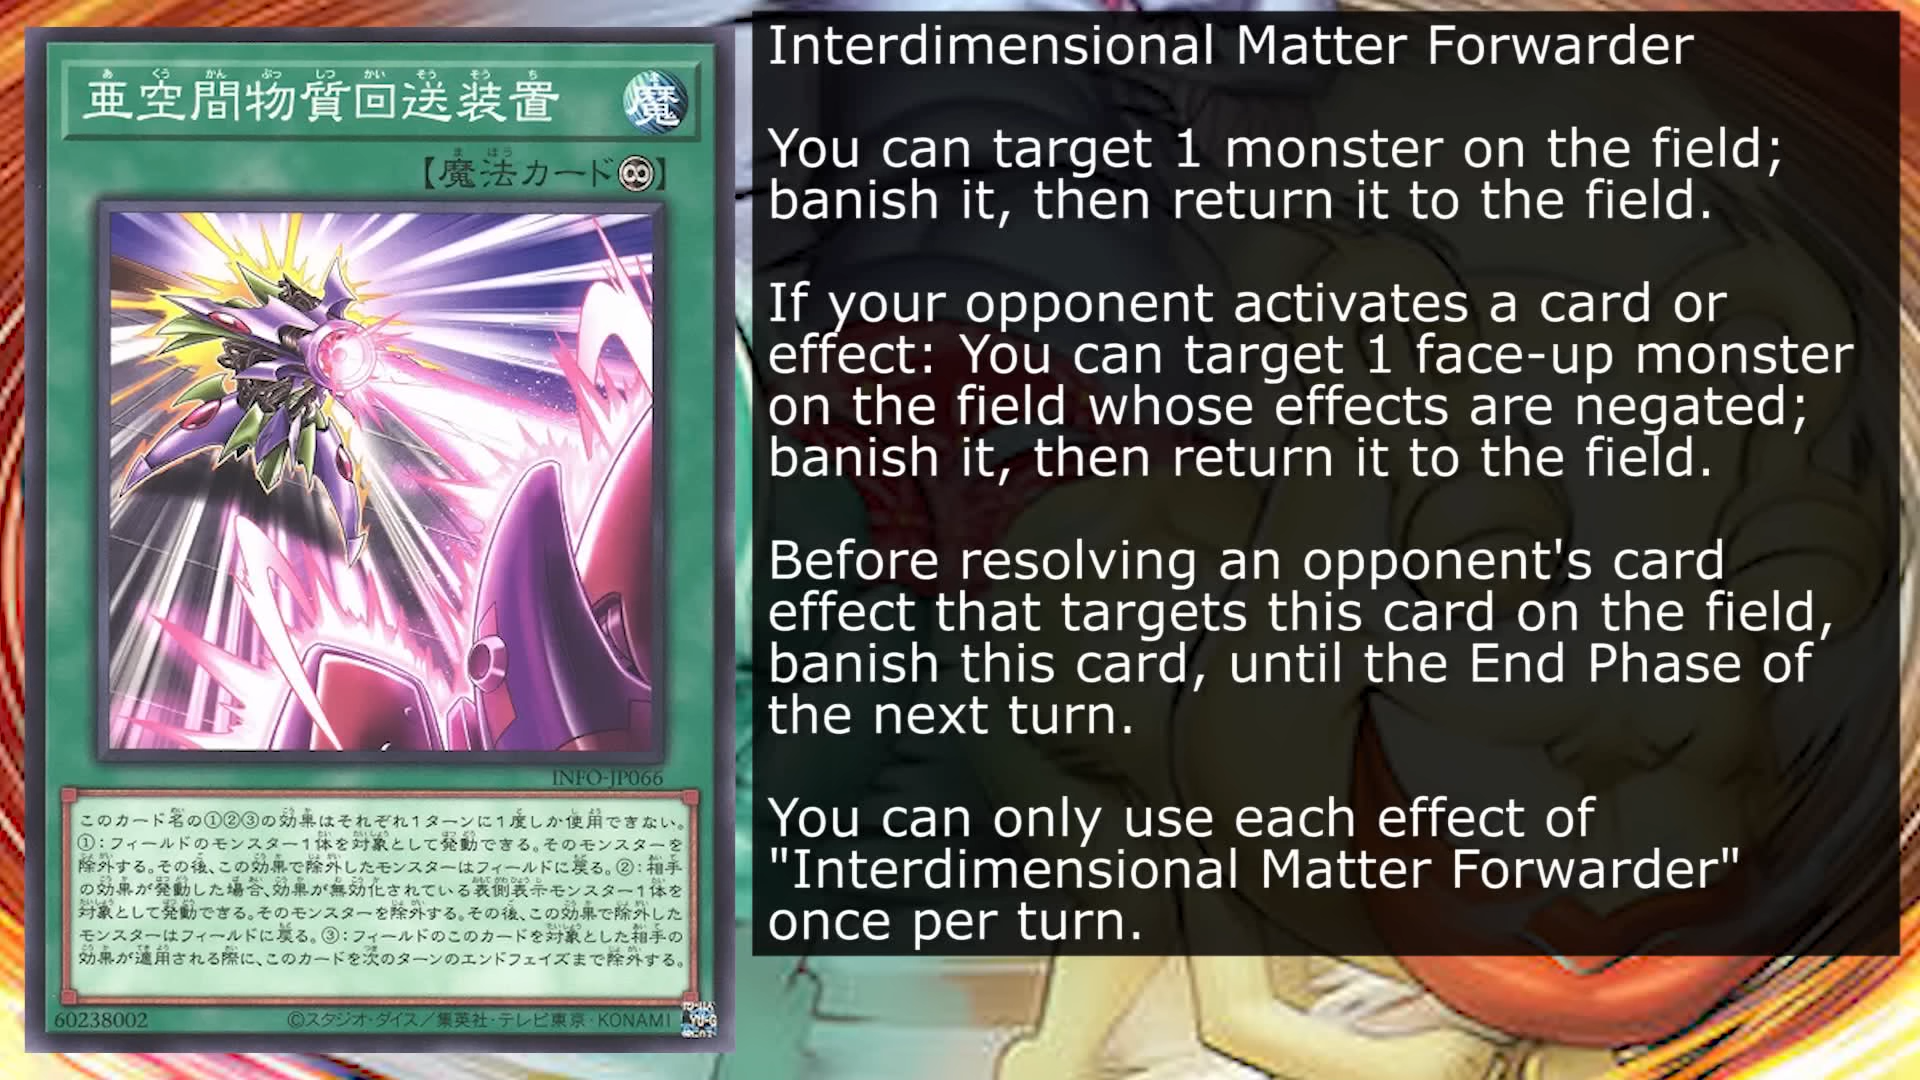 亜空間物質回送装置
魔
【魔法カード∞】
INFO-JP066
このカード名の①②③の効果はそれぞれ1ターンに1度しか使用できない。
①:フィールドのモンスター1体を対象として発動できる。そのモンスターを
除外する。その後、この効果で除外したモンスターはフィールドに戻る。②:相手
の効果が発動した場合、効果が無効化されている表側表示モンスター1体を
対象として発動できる。そのモンスターを除外する。その後、この効果で除外した
モンスターはフィールドに戻る。③:フィールドのこのカードを対象とした相手の
効果が適用される際に、このカードを次のターンのエンドフェイズまで除外する。
60238002
©スタジオ・ダイス／集英社・テレビ東京・KONAMI
Interdimensional Matter Forwarder
You can target 1 monster on the field;
banish it, then return it to the field.
If your opponent activates a card or
effect: You can target 1 face-up monster
on the field whose effects are negated;
banish it, then return it to the field.
Before resolving an opponent's card
effect that targets this card on the field,
banish this card, until the End Phase of
the next turn.
You can only use each effect of
"Interdimensional Matter Forwarder"
once per turn.